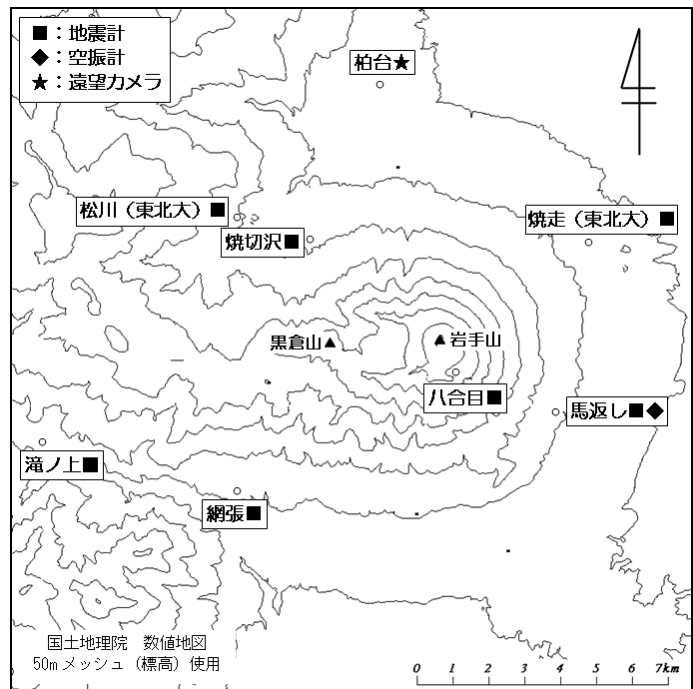 ■：地震計
◆：空振計
★：遠望カメラ
柏台★
松川（東北大）■
焼走（東北大）■
焼切沢■
黒倉山▲
▲岩手山
八合目■
馬返し■◆
滝ノ上■
網張■
国土地理院 数値地図
50mメッシュ（標高）使用
0 1 2 3 4 5 6 7km